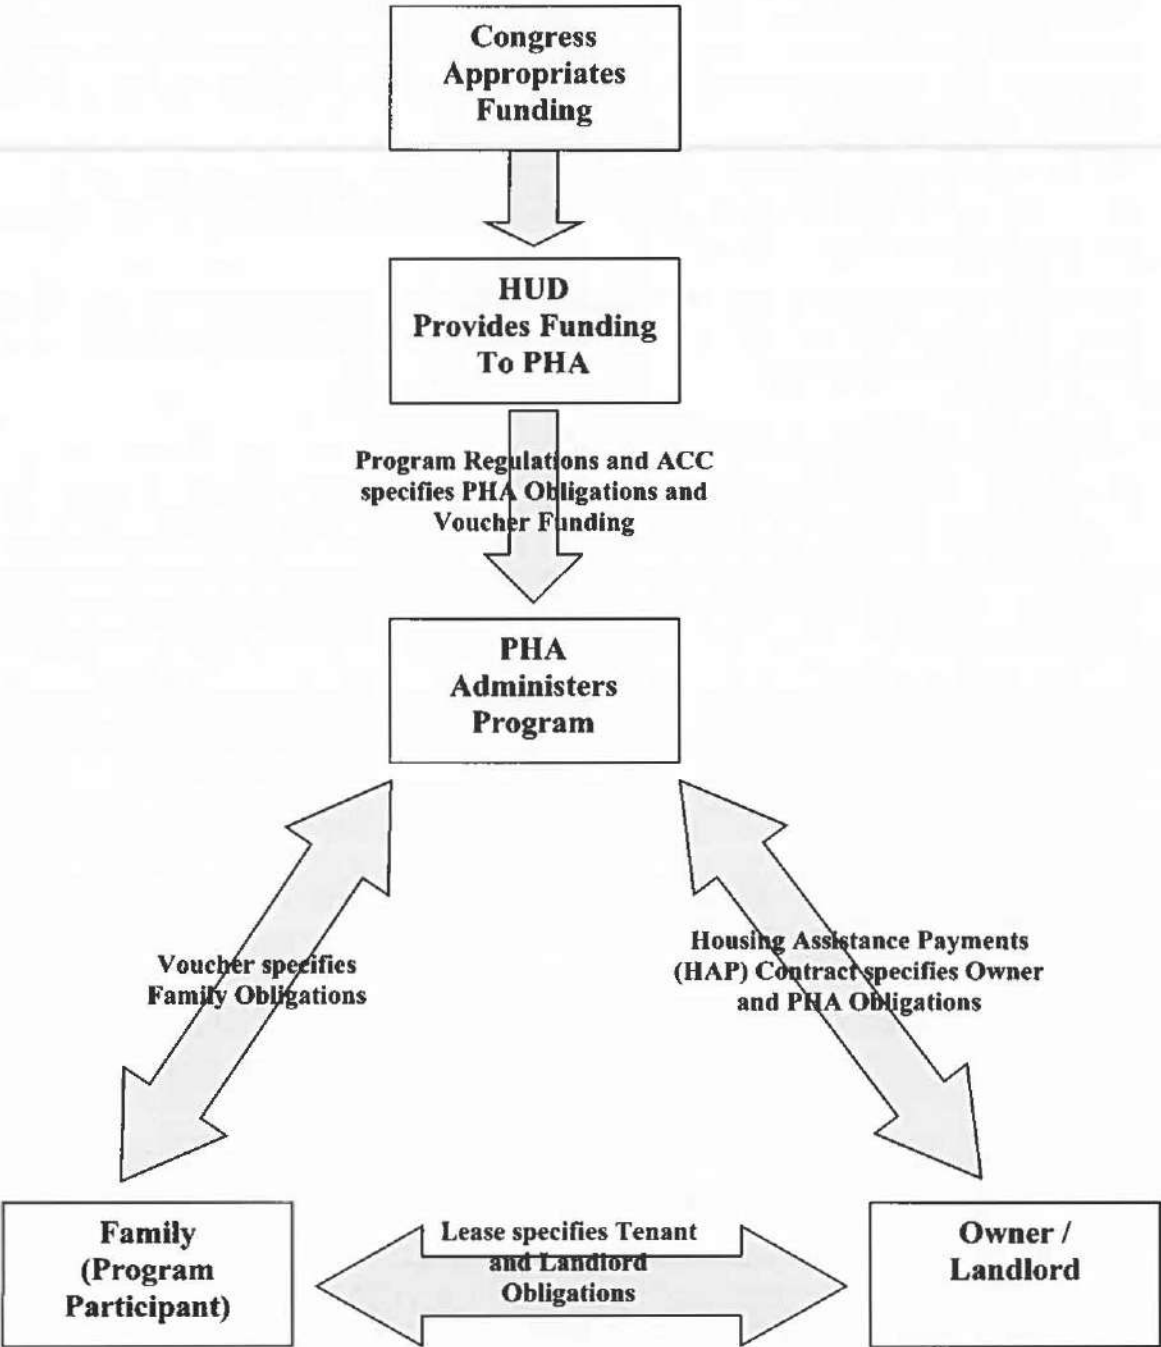 Congress
Appropriates
Funding
HUD
Provides Funding
To PHA
Program Regulations and ACC
specifies PHA Obligations and
Voucher Funding
PHA
Administers
Program
Voucher specifies
Family Obligations
Housing Assistance Payments
(HAP) Contract specifies Owner
and PHA Obligations
Family
(Program
Participant)
Lease specifies Tenant
and Landlord
Obligations
Owner /
Landlord